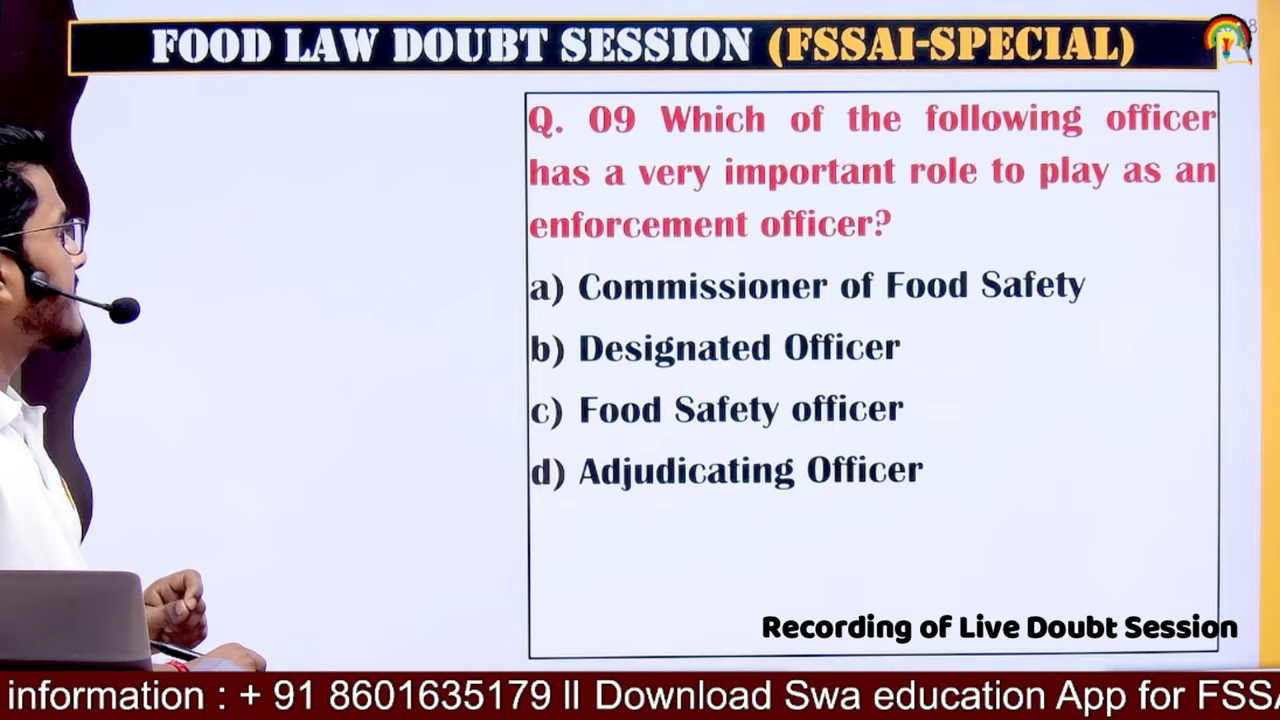 FOOD LAW DOUBT SESSION (FSSAI-SPECIAL)
Q. 09 Which of the following officer
has a very important role to play as an
enforcement officer?
a) Commissioner of Food Safety
b) Designated Officer
c) Food Safety officer
d) Adjudicating Officer
Recording of Live Doubt Session
information : + 91 8601635179 ll Download Swa education App for FSSA